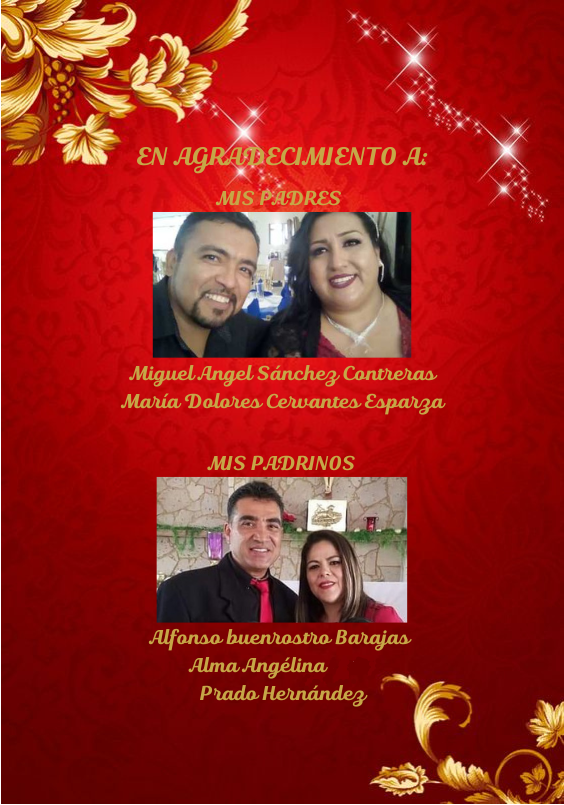 EN AGRADECIMIENTO A:
MIS PADRES
Miguel Angel Sánchez Contreras
María Dolores Cervantes Esparza
MIS PADRINOS
Alfonso buenrostro Barajas
Alma Angélina
Prado Hernández